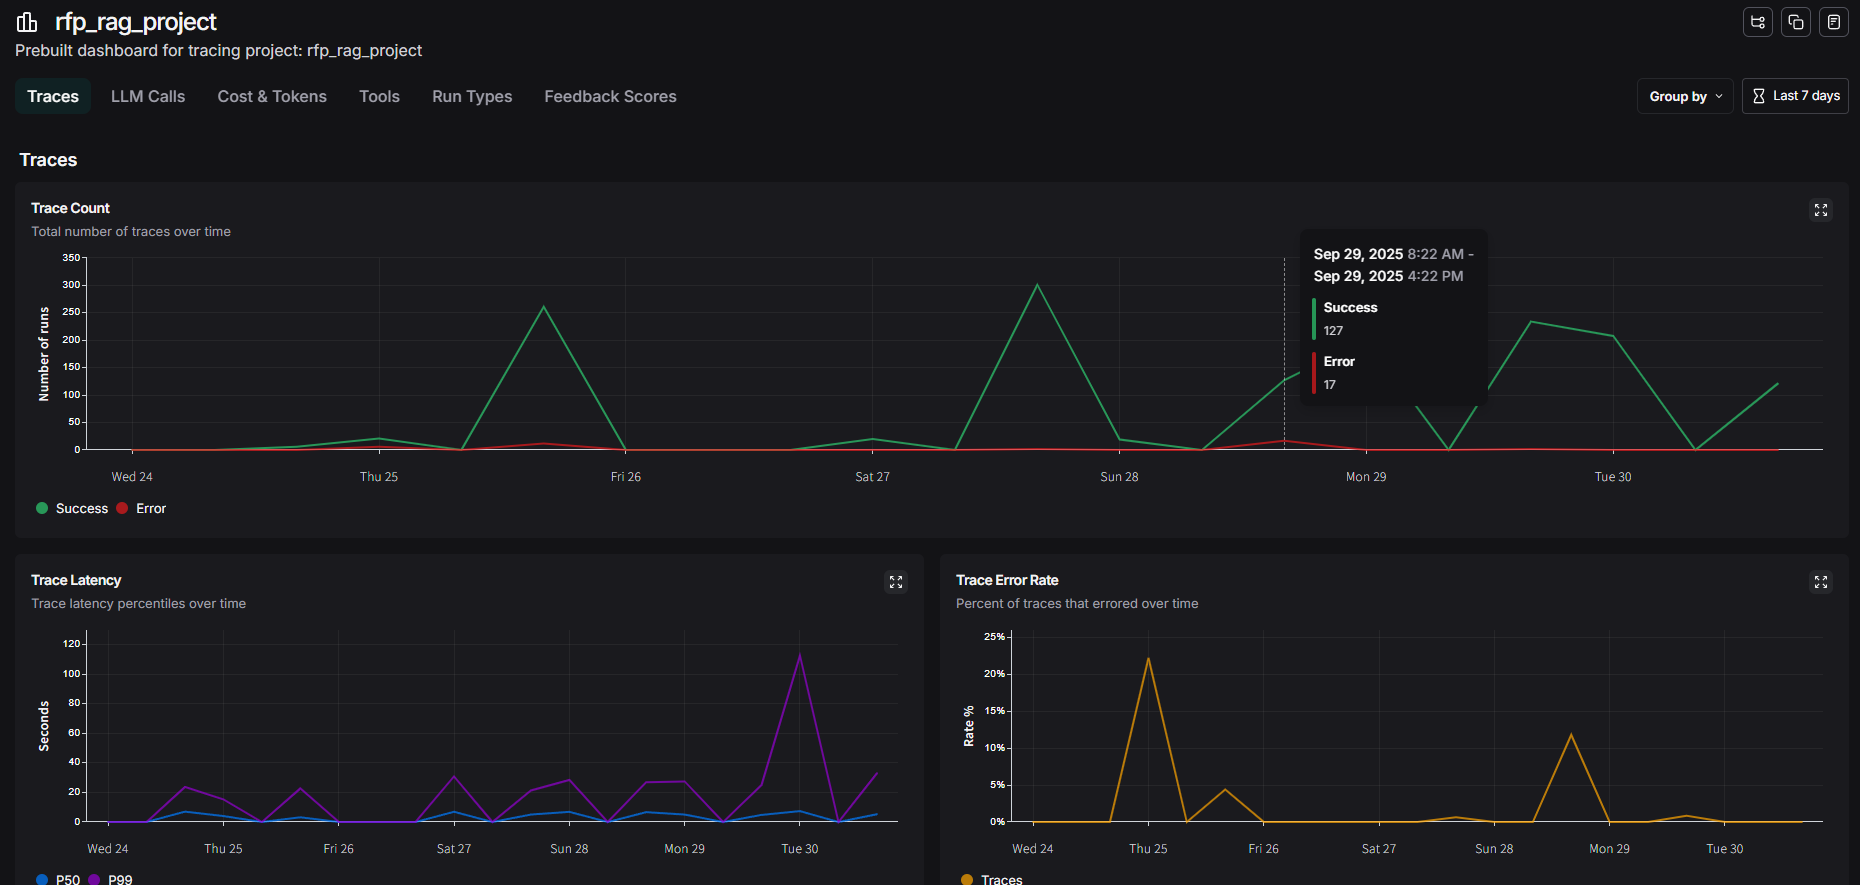 rfp_rag_project
Prebuilt dashboard for tracing project: rfp_rag_project
Traces LLM Calls Cost & Tokens Tools Run Types Feedback Scores
Group by Last 7 days
Traces
Trace Count
Total number of traces over time
Number of runs
350
300
250
200
150
100
50
0
Wed 24 Thu 25 Fri 26 Sat 27 Sun 28 Mon 29 Tue 30
Sep 29, 2025 8:22 AM -
Sep 29, 2025 4:22 PM
Success
127
Error
17
Success Error
Trace Latency
Trace latency percentiles over time
Seconds
120
100
80
60
40
20
0
Wed 24 Thu 25 Fri 26 Sat 27 Sun 28 Mon 29 Tue 30
P50 P99
Trace Error Rate
Percent of traces that errored over time
Rate %
25%
20%
15%
10%
5%
0%
Wed 24 Thu 25 Fri 26 Sat 27 Sun 28 Mon 29 Tue 30
Traces